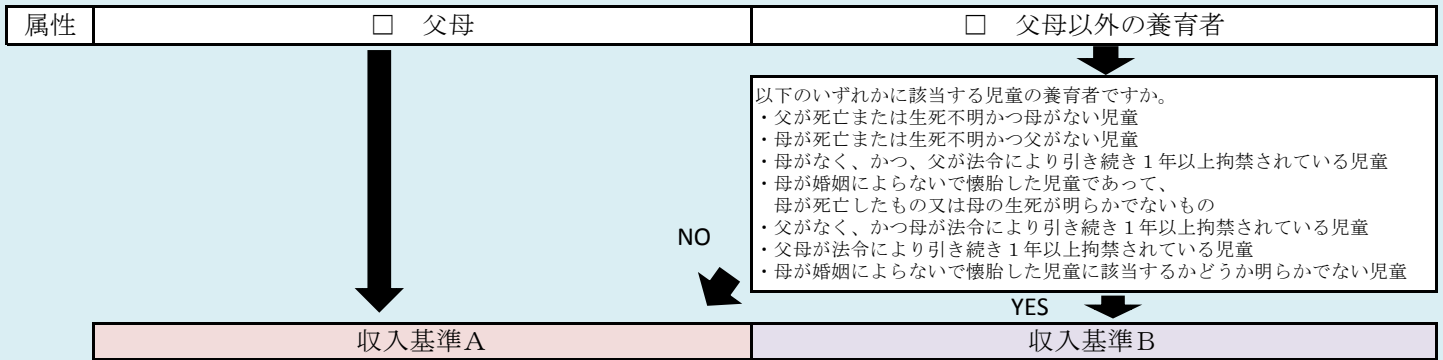 属性 □ 父母 □ 父母以外の養育者
以下のいずれかに該当する児童の養育者ですか。
・父が死亡または生死不明かつ母がない児童
・母が死亡または生死不明かつ父がない児童
・母がなく、かつ、父が法令により引き続き１年以上拘禁されている児童
・母が婚姻によらないで懐胎した児童であって、
母が死亡したもの又は母の生死が明らかでないもの
・父がなく、かつ母が法令により引き続き１年以上拘禁されている児童
・父母が法令により引き続き１年以上拘禁されている児童
・母が婚姻によらないで懐胎した児童に該当するかどうか明らかでない児童
NO
YES
収入基準Ａ 収入基準Ｂ